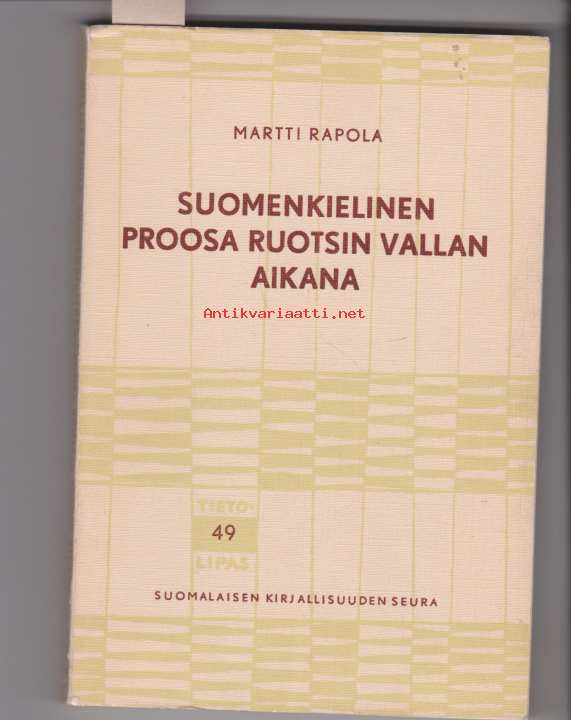 MARTTI RAPOLA
SUOMENKIELINEN
PROOSA RUOTSIN VALLAN
AIKANA
Antikvariaatti.net
TIETO-
49
LIPAS
SUOMALAISEN KIRJALLISUUDEN SEURA